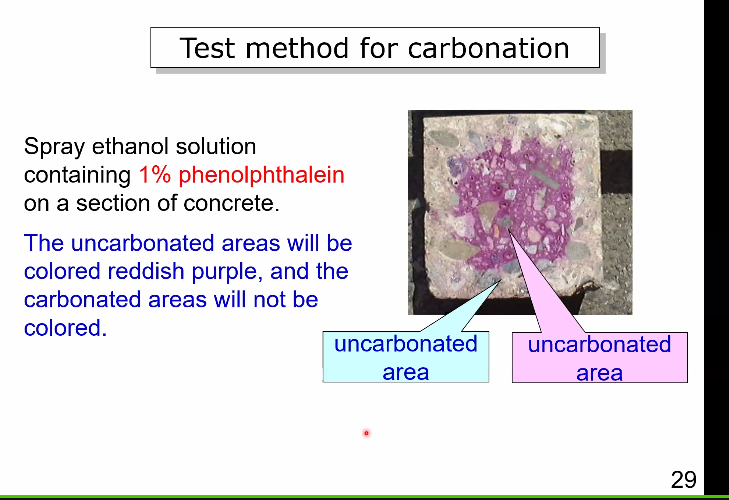 Test method for carbonation
Spray ethanol solution
containing 1% phenolphthalein
on a section of concrete.
The uncarbonated areas will be
colored reddish purple, and the
carbonated areas will not be
colored.
uncarbonated
area
uncarbonated
area
29